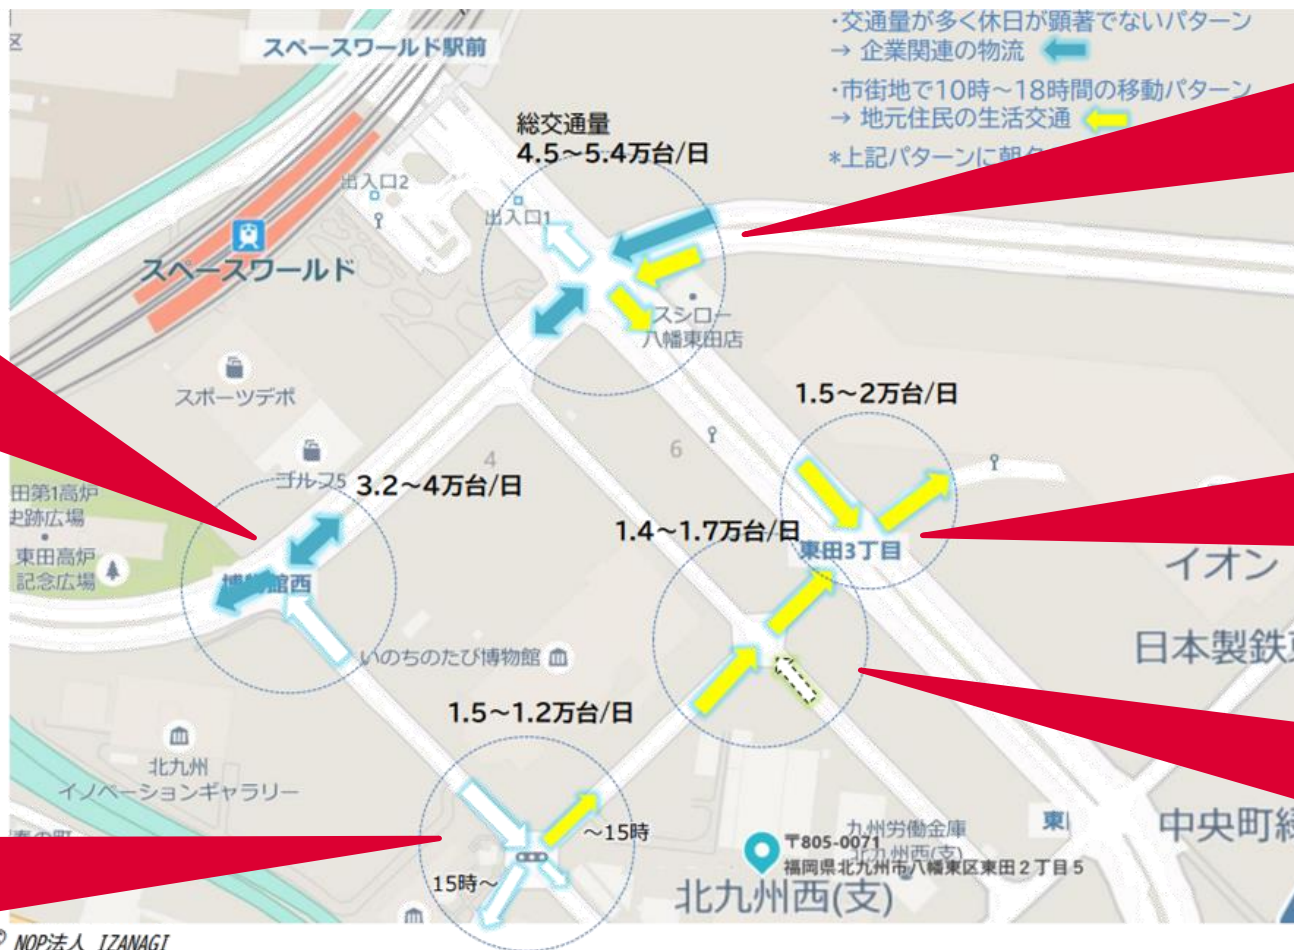 ・交通量が多く休日が顕著でないパターン
→ 企業関連の物流
・市街地で10時～18時間の移動パターン
→ 地元住民の生活交通
*上記パターンに朝夕
区
スペースワールド駅前
総交通量
4.5～5.4万台/日
出入口2
出入口1
スペースワールド
スシロー
八幡東田店
スポーツデポ
1.5～2万台/日
4
6
ゴルフ5
3.2～4万台/日
田第1高炉
史跡広場
東田高炉
記念広場
1.4～1.7万台/日
東田3丁目
イオン
博物館西
日本製鉄
いのちのたび博物館
1.5～1.2万台/日
北九州
イノベーションギャラリー
～15時
15時～
九州労働金庫
北九州西(支)
〒805-0071
福岡県北九州市八幡東区東田２丁目５
北九州西(支)
東
中央町緑
© NOP法人 IZANAGI